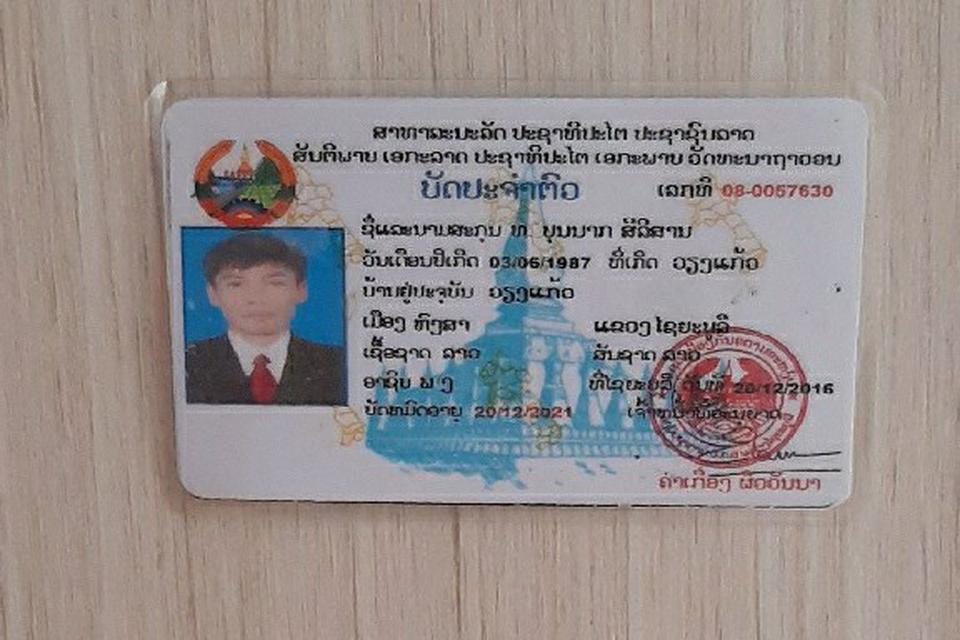 ສາທາລະນະລັດ ປະຊາທິປະໄຕ ປະຊາຊົນລາວ
ສັນຕິພາບ ເອກະລາດ ປະຊາທິປະໄຕ ເອກະພາບ ວັດທະນາຖາວອນ
ບັດປະຈຳຕົວ ເລກທີ 08-0057630
ຊື່ແລະນາມສະກຸນ ທ. ບຸນນາກ ສີລິສານ
ວັນເດືອນປີເກີດ 03/06/1987 ທີ່ເກີດ ວຽງແກ້ວ
ບ້ານຢູ່ປະຈຸບັນ ວຽງແກ້ວ
ເມືອງ ຫົງສາ ແຂວງ ໄຊຍະບູລີ
ເຊື້ອຊາດ ລາວ ສັນຊາດ ລາວ
ອາຊີບ ພ ງ ທີ່ໄຊຍະບູລີ, ວັນທີ 20/12/2016
ບັດໝົດອາຍຸ 20/12/2021 ເຈົ້າໜ້າທີ່ອະນຸຍາດ
ຄຳເກື່ອງ ຜິວວັນນາ